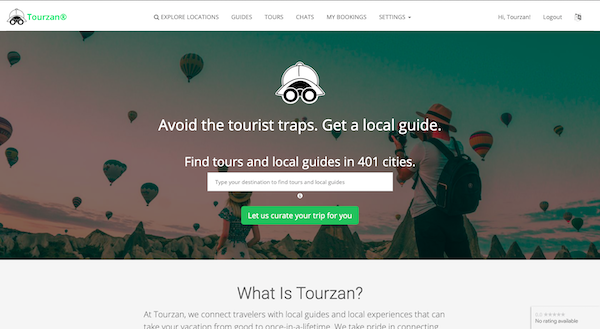 Tourzan®
EXPLORE LOCATIONS GUIDES TOURS CHATS MY BOOKINGS SETTINGS
Hi, Tourzan! Logout
Avoid the tourist traps. Get a local guide.
Find tours and local guides in 401 cities.
Type your destination to find tours and local guides
Let us curate your trip for you
What Is Tourzan?
At Tourzan, we connect travelers with local guides and local experiences that can
take your vacation from good to once-in-a-lifetime. We take pride in connecting
No rating available